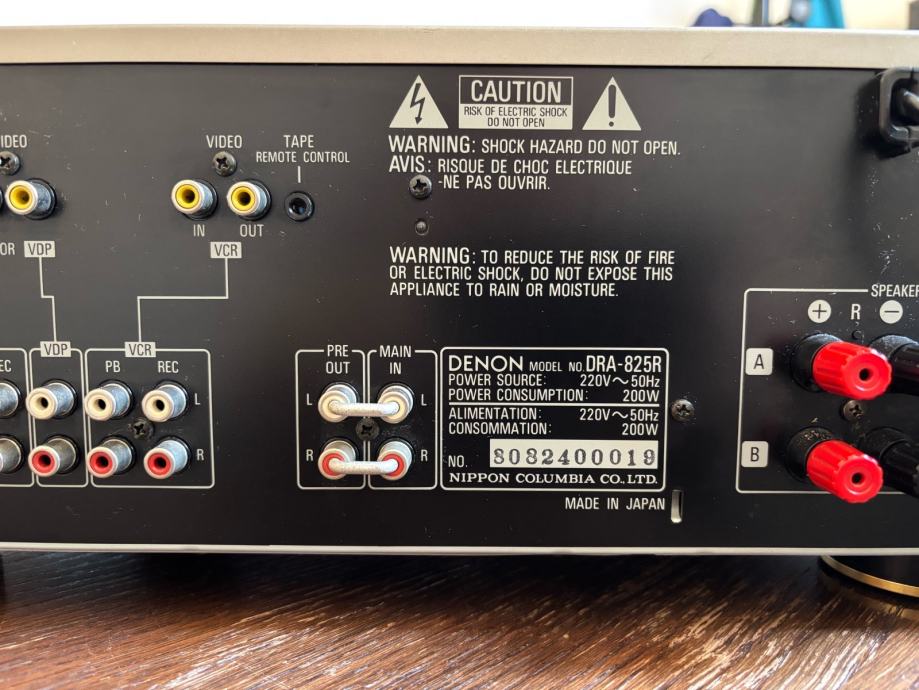 CAUTION
RISK OF ELECTRIC SHOCK
DO NOT OPEN
WARNING: SHOCK HAZARD DO NOT OPEN.
AVIS: RISQUE DE CHOC ELECTRIQUE
-NE PAS OUVRIR.
VIDEO
VIDEO
TAPE
REMOTE CONTROL
IN
OUT
OR
VDP
VCR
WARNING: TO REDUCE THE RISK OF FIRE
OR ELECTRIC SHOCK, DO NOT EXPOSE THIS
APPLIANCE TO RAIN OR MOISTURE.
SPEAKER
+ R −
A
B
VDP
VCR
EC
PB
REC
L
R
PRE
OUT
MAIN
IN
L
L
R
R
DENON MODEL NO. DRA-825R
POWER SOURCE: 220V~50Hz
POWER CONSUMPTION: 200W
ALIMENTATION: 220V~50Hz
CONSOMMATION: 200W
NO. 8082400019
NIPPON COLUMBIA CO., LTD.
MADE IN JAPAN